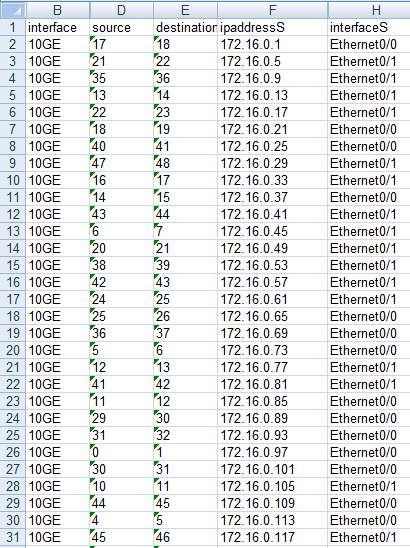 B D E F H
1 interface source destination ipaddressS interfaceS
2 10GE 17 18 172.16.0.1 Ethernet0/0
3 10GE 21 22 172.16.0.5 Ethernet0/1
4 10GE 35 36 172.16.0.9 Ethernet0/1
5 10GE 13 14 172.16.0.13 Ethernet0/1
6 10GE 22 23 172.16.0.17 Ethernet0/1
7 10GE 18 19 172.16.0.21 Ethernet0/0
8 10GE 40 41 172.16.0.25 Ethernet0/0
9 10GE 47 48 172.16.0.29 Ethernet0/1
10 10GE 16 17 172.16.0.33 Ethernet0/1
11 10GE 14 15 172.16.0.37 Ethernet0/0
12 10GE 43 44 172.16.0.41 Ethernet0/1
13 10GE 6 7 172.16.0.45 Ethernet0/1
14 10GE 20 21 172.16.0.49 Ethernet0/1
15 10GE 38 39 172.16.0.53 Ethernet0/1
16 10GE 42 43 172.16.0.57 Ethernet0/1
17 10GE 24 25 172.16.0.61 Ethernet0/1
18 10GE 25 26 172.16.0.65 Ethernet0/0
19 10GE 36 37 172.16.0.69 Ethernet0/0
20 10GE 5 6 172.16.0.73 Ethernet0/0
21 10GE 12 13 172.16.0.77 Ethernet0/1
22 10GE 41 42 172.16.0.81 Ethernet0/1
23 10GE 11 12 172.16.0.85 Ethernet0/0
24 10GE 29 30 172.16.0.89 Ethernet0/0
25 10GE 31 32 172.16.0.93 Ethernet0/0
26 10GE 0 1 172.16.0.97 Ethernet0/0
27 10GE 30 31 172.16.0.101 Ethernet0/0
28 10GE 10 11 172.16.0.105 Ethernet0/1
29 10GE 44 45 172.16.0.109 Ethernet0/0
30 10GE 4 5 172.16.0.113 Ethernet0/0
31 10GE 45 46 172.16.0.117 Ethernet0/1